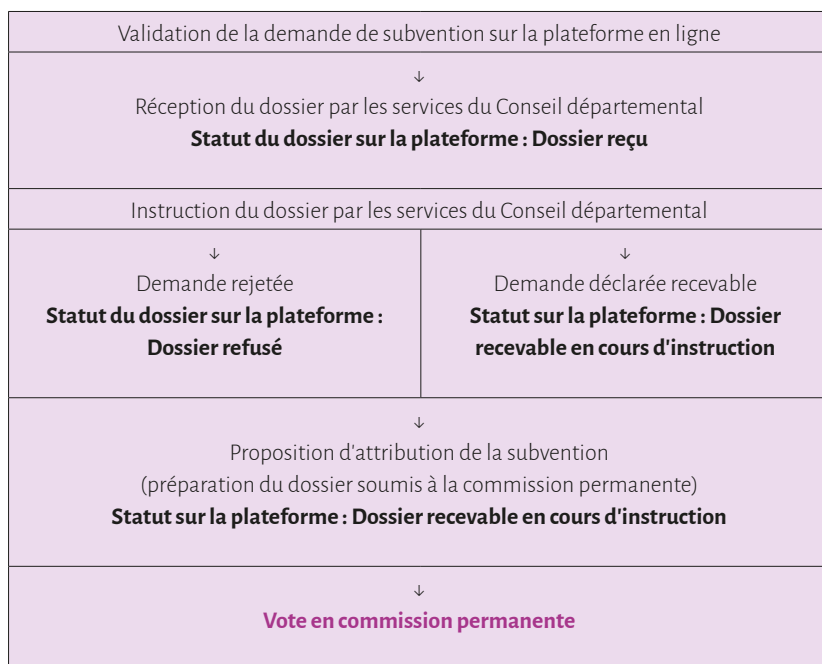 Validation de la demande de subvention sur la plateforme en ligne
↓
Réception du dossier par les services du Conseil départemental
Statut du dossier sur la plateforme : Dossier reçu
Instruction du dossier par les services du Conseil départemental
↓
Demande rejetée
Statut du dossier sur la plateforme :
Dossier refusé
↓
Demande déclarée recevable
Statut sur la plateforme : Dossier
recevable en cours d'instruction
↓
Proposition d'attribution de la subvention
(préparation du dossier soumis à la commission permanente)
Statut sur la plateforme : Dossier recevable en cours d'instruction
↓
Vote en commission permanente